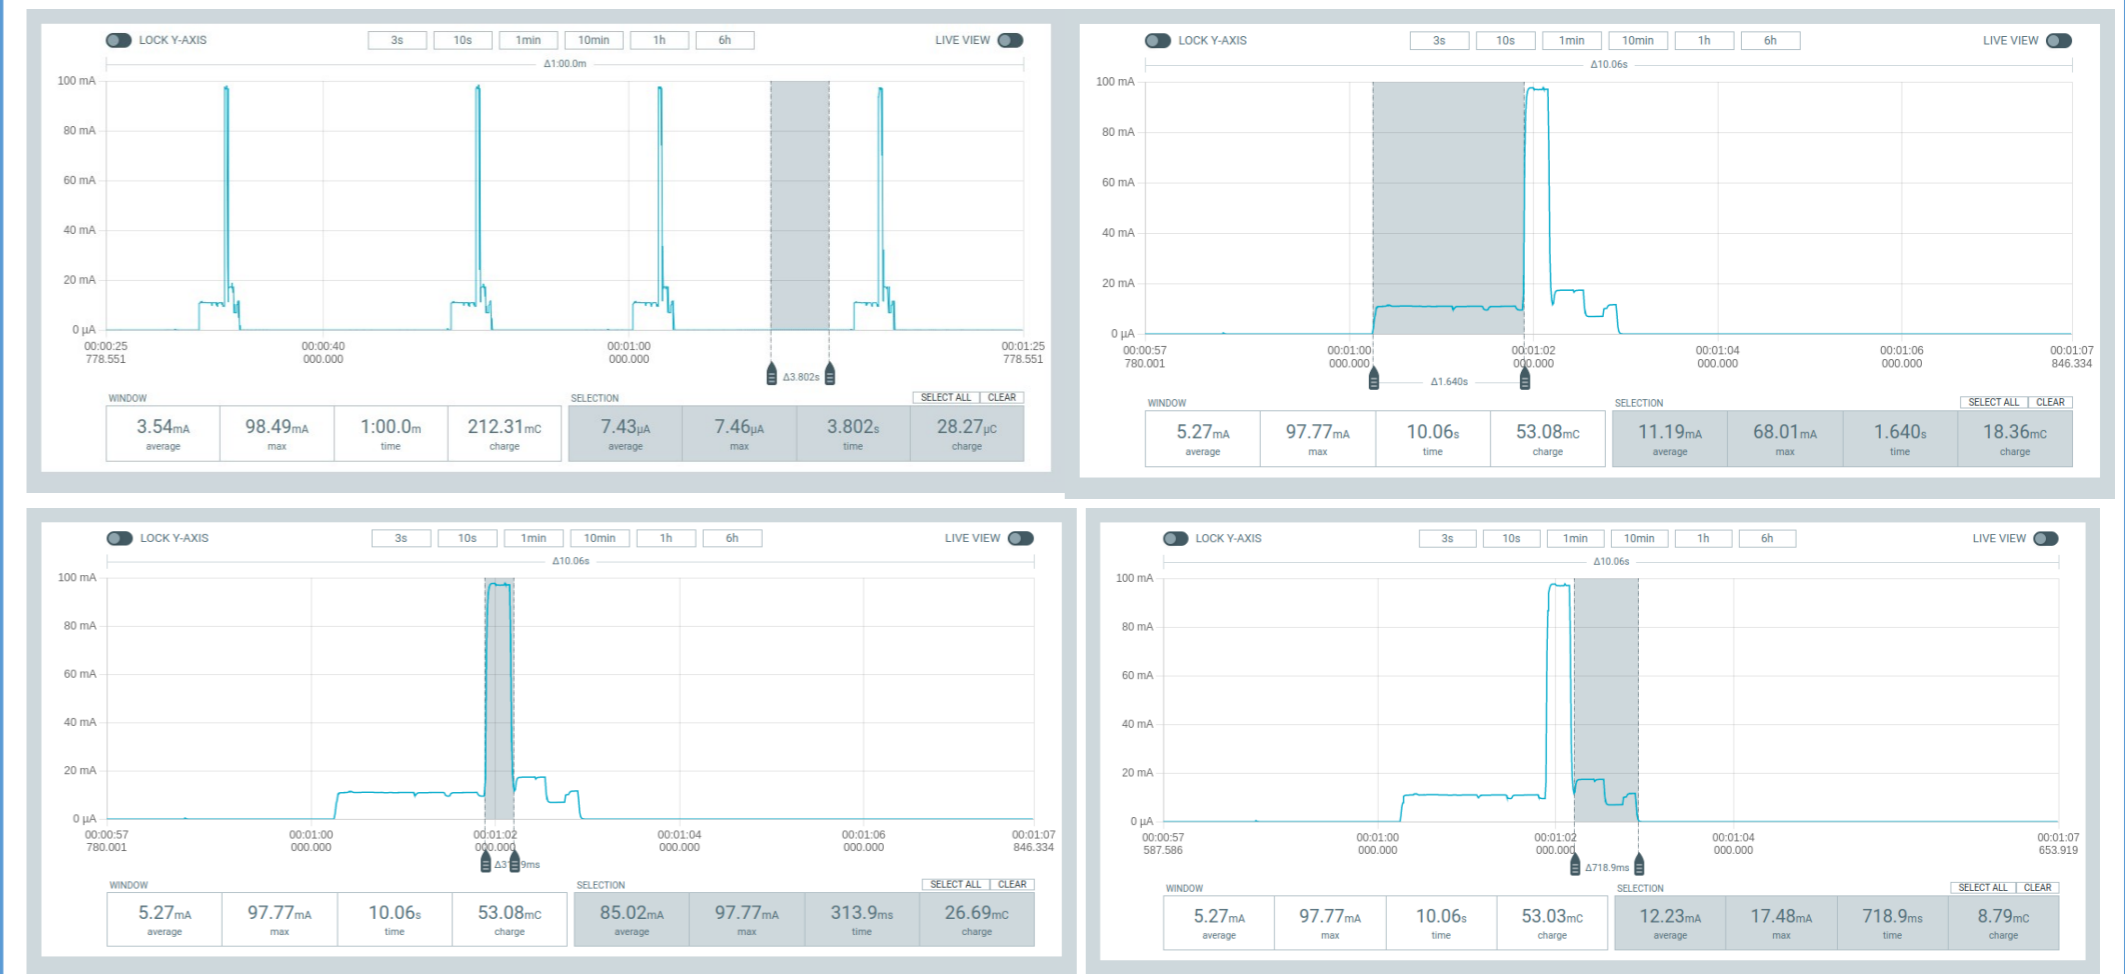 LOCK Y-AXIS 3s 10s 1min 10min 1h 6h LIVE VIEW
Δ1:00.0m
100 mA
80 mA
60 mA
40 mA
20 mA
0 µA
00:00:25 00:00:40 00:01:00 00:01:25
778.551 000.000 000.000 778.551
Δ3.802s
WINDOW SELECTION SELECT ALL CLEAR
3.54mA 98.49mA 1:00.0m 212.31mC 7.43µA 7.46µA 3.802s 28.27µC
average max time charge average max time charge
LOCK Y-AXIS 3s 10s 1min 10min 1h 6h LIVE VIEW
Δ10.06s
100 mA
80 mA
60 mA
40 mA
20 mA
0 µA
00:00:57 00:01:00 00:01:02 00:01:04 00:01:06 00:01:07
780.001 000.000 000.000 000.000 000.000 846.334
Δ1.640s
WINDOW SELECTION SELECT ALL CLEAR
5.27mA 97.77mA 10.06s 53.08mC 11.19mA 68.01mA 1.640s 18.36mC
average max time charge average max time charge
LOCK Y-AXIS 3s 10s 1min 10min 1h 6h LIVE VIEW
Δ10.06s
100 mA
80 mA
60 mA
40 mA
20 mA
0 µA
00:00:57 00:01:00 00:01:02 00:01:04 00:01:06 00:01:07
780.001 000.000 000.000 000.000 000.000 846.334
WINDOW SELECTION SELECT ALL CLEAR
5.27mA 97.77mA 10.06s 53.08mC 85.02mA 97.77mA 313.9ms 26.69mC
average max time charge average max time charge
LOCK Y-AXIS 3s 10s 1min 10min 1h 6h LIVE VIEW
Δ10.06s
100 mA
80 mA
60 mA
40 mA
20 mA
0 µA
00:00:57 00:01:00 00:01:02 00:01:04 00:01:07
587.586 000.000 000.000 000.000 653.919
Δ718.9ms
WINDOW SELECTION SELECT ALL CLEAR
5.27mA 97.77mA 10.06s 53.03mC 12.23mA 17.48mA 718.9ms 8.79mC
average max time charge average max time charge